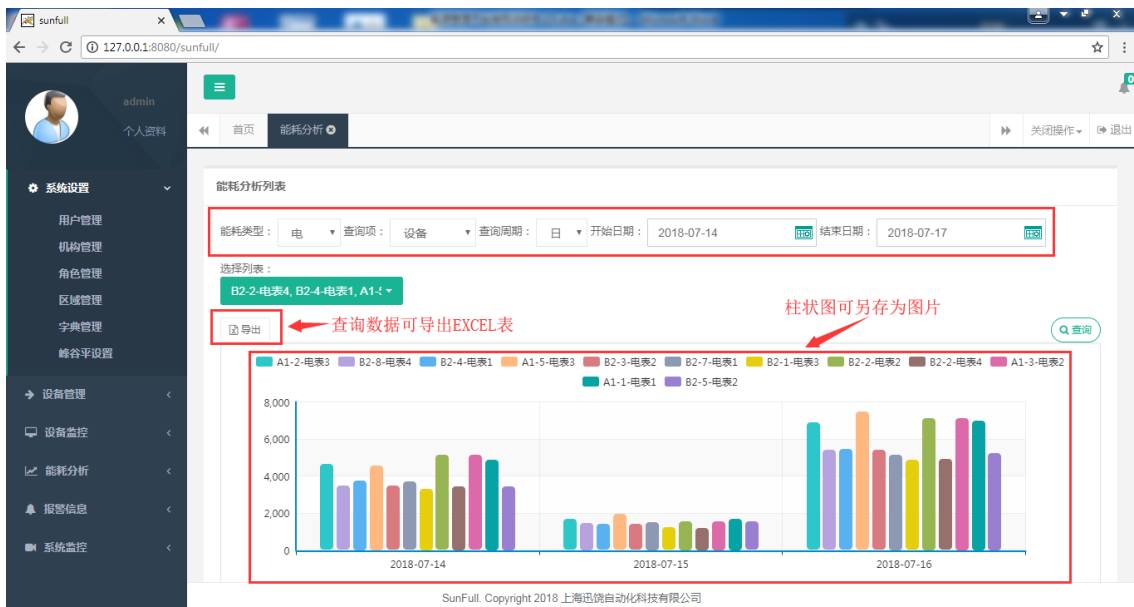 sunfull
127.0.0.1:8080/sunfull/
admin
个人资料
0
首页 能耗分析 关闭操作 退出
系统设置
用户管理
机构管理
角色管理
区域管理
字典管理
峰谷平设置
设备管理
设备监控
能耗分析
报警信息
系统监控
能耗分析列表
能耗类型： 电 查询项： 设备 查询周期： 日 开始日期： 2018-07-14 结束日期： 2018-07-17
选择列表：
B2-2-电表4, B2-4-电表1, A1-
导出
查询数据可导出EXCEL表
柱状图可另存为图片
查询
A1-2-电表3 B2-8-电表4 B2-4-电表1 A1-5-电表3 B2-3-电表2 B2-7-电表1 B2-1-电表3 B2-2-电表2 B2-2-电表4 A1-3-电表2
A1-1-电表1 B2-5-电表2
8,000
6,000
4,000
2,000
0
2018-07-14 2018-07-15 2018-07-16
SunFull. Copyright 2018 上海迅饶自动化科技有限公司